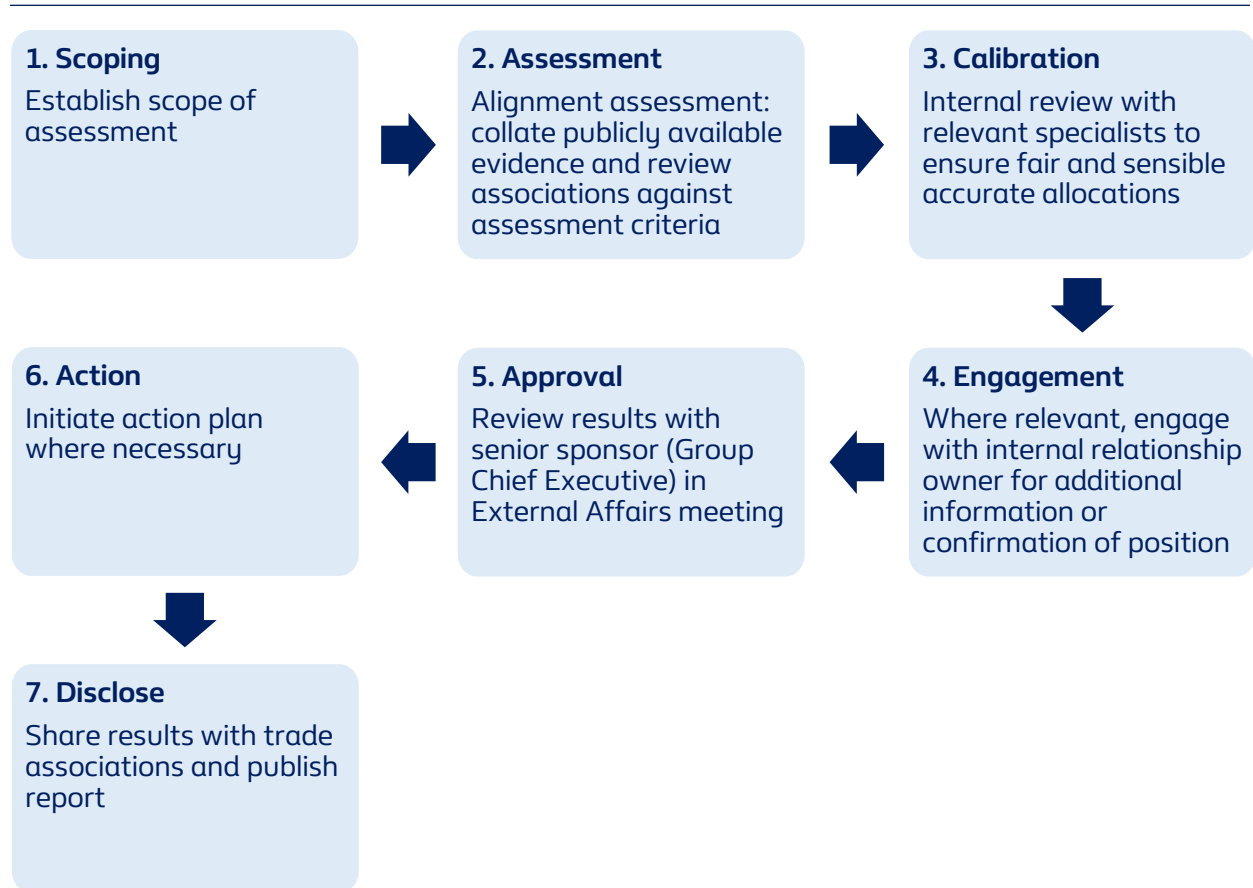 1. Scoping
Establish scope of
assessment
2. Assessment
Alignment assessment:
collate publicly available
evidence and review
associations against
assessment criteria
3. Calibration
Internal review with
relevant specialists to
ensure fair and sensible
accurate allocations
4. Engagement
Where relevant, engage
with internal relationship
owner for additional
information or
confirmation of position
5. Approval
Review results with
senior sponsor (Group
Chief Executive) in
External Affairs meeting
6. Action
Initiate action plan
where necessary
7. Disclose
Share results with trade
associations and publish
report